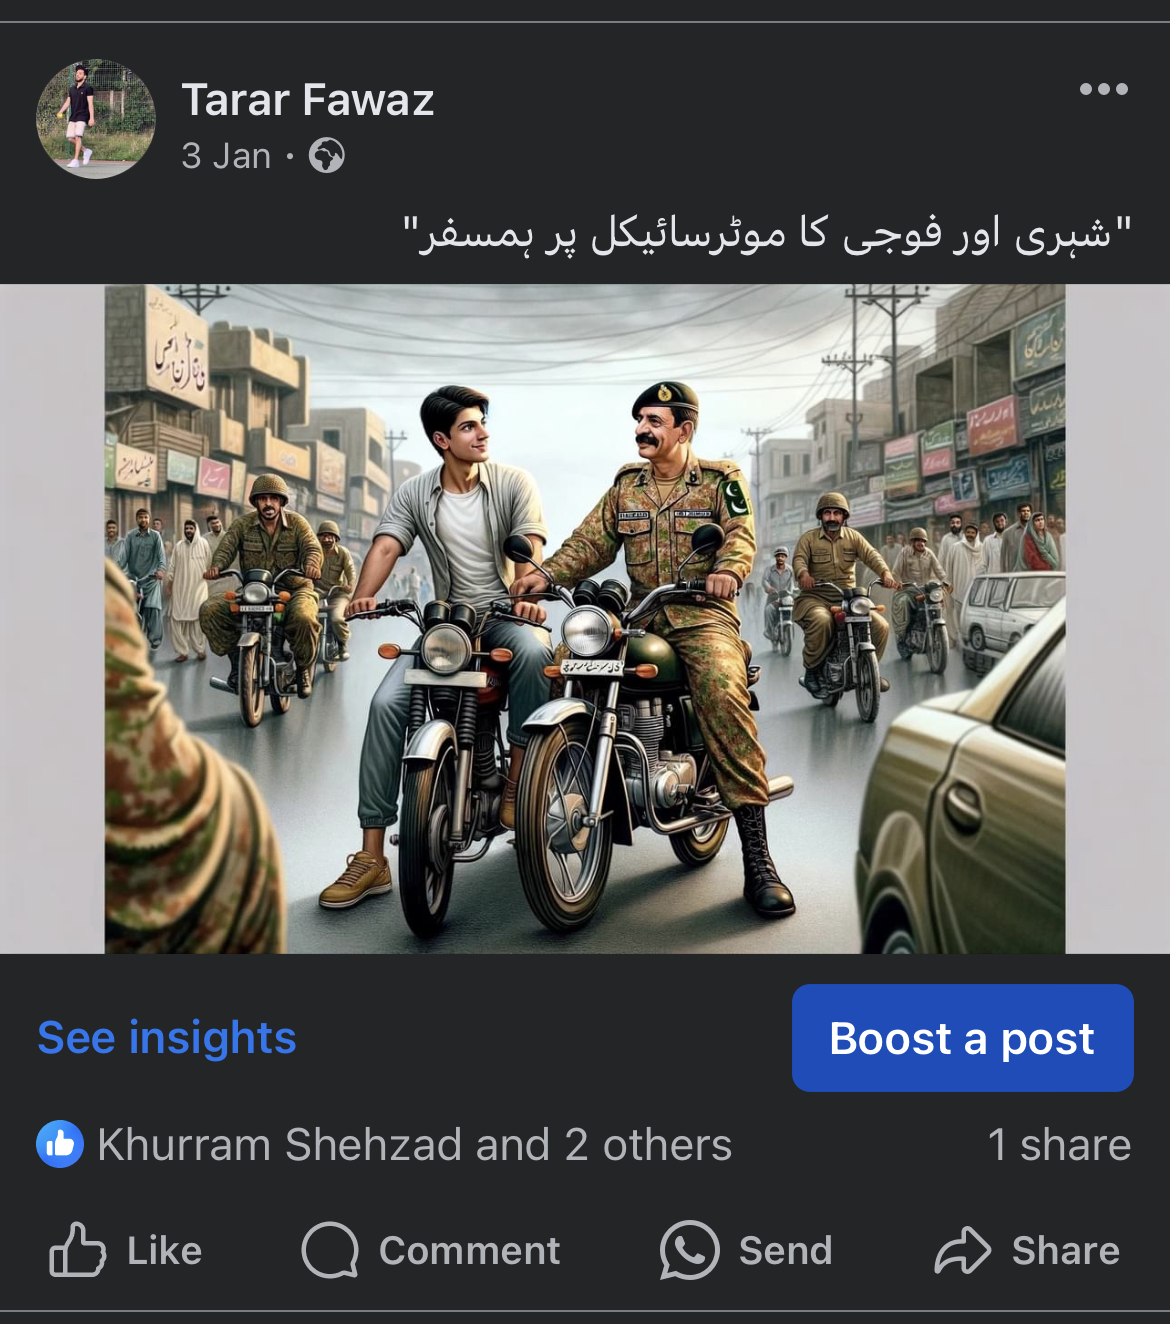 Tarar Fawaz
3 Jan ·
"شہری اور فوجی کا موٹرسائیکل پر ہمسفر"
See insights
Boost a post
Khurram Shehzad and 2 others
1 share
Like
Comment
Send
Share